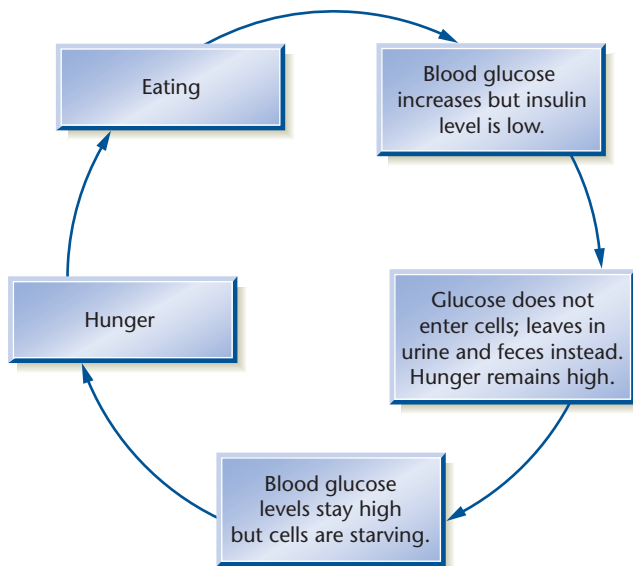 Eating
Blood glucose
increases but insulin
level is low.
Glucose does not
enter cells; leaves in
urine and feces instead.
Hunger remains high.
Blood glucose
levels stay high
but cells are starving.
Hunger